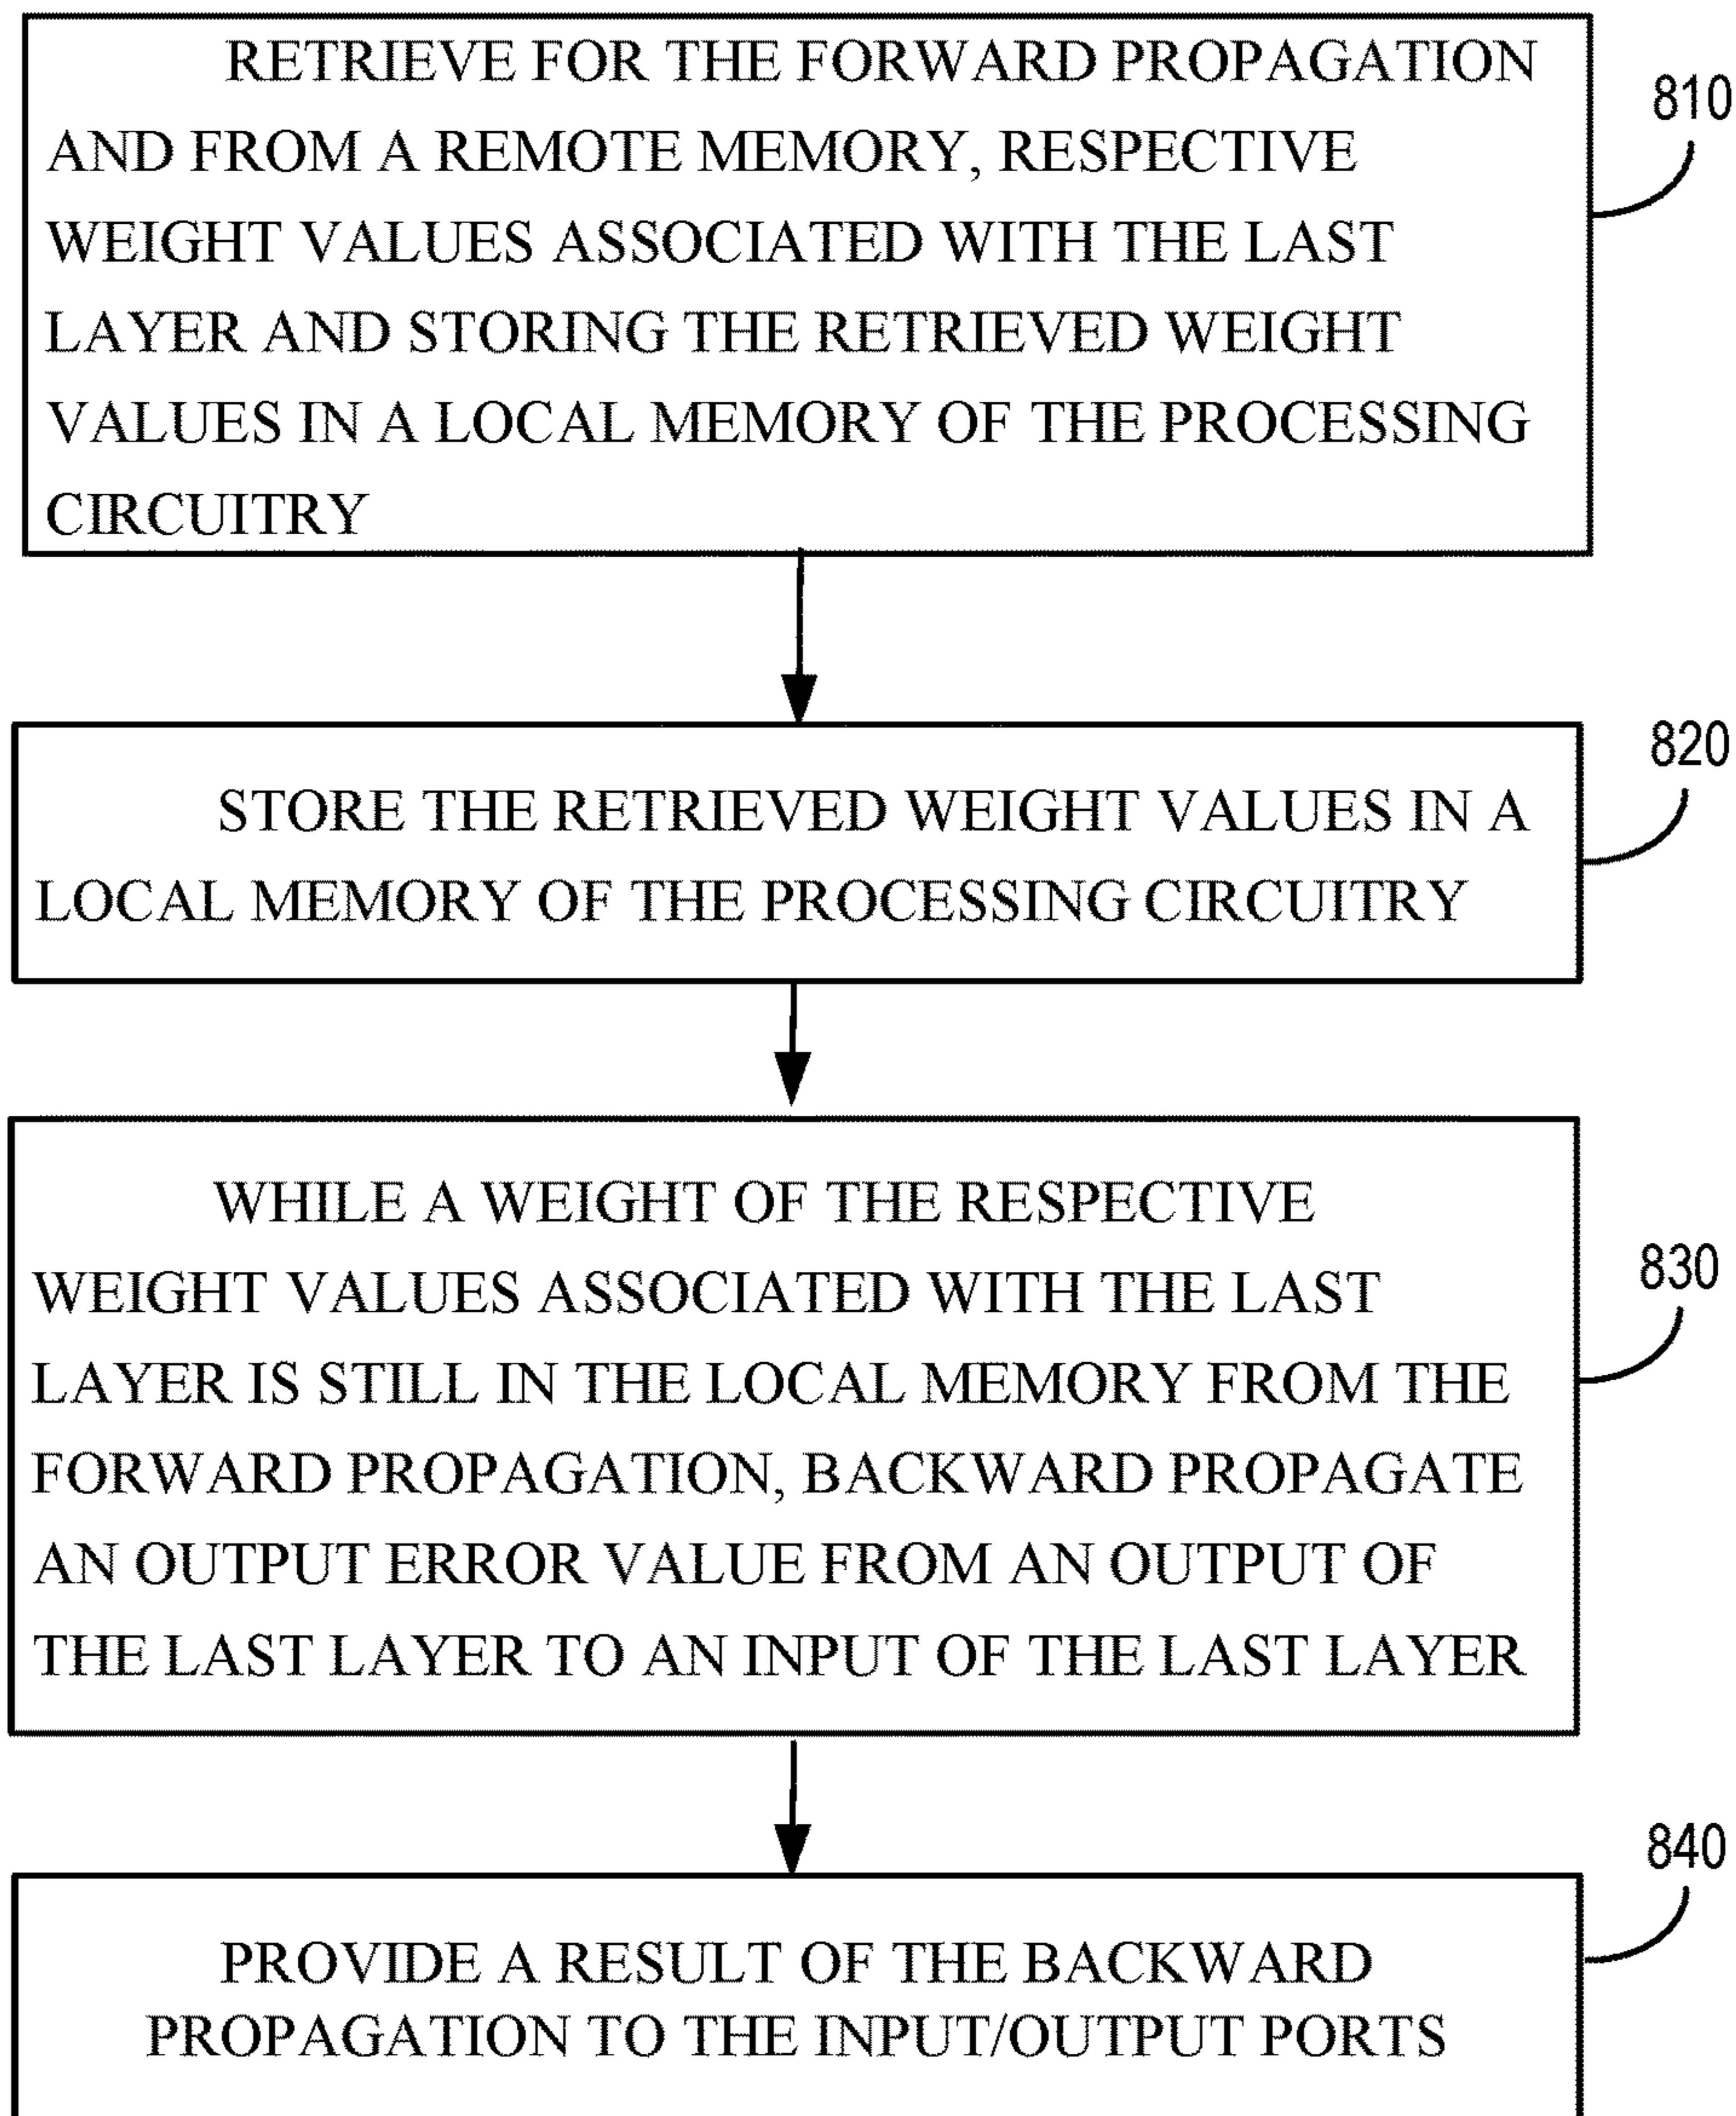 RETRIEVE FOR THE FORWARD PROPAGATION
AND FROM A REMOTE MEMORY, RESPECTIVE
WEIGHT VALUES ASSOCIATED WITH THE LAST
LAYER AND STORING THE RETRIEVED WEIGHT
VALUES IN A LOCAL MEMORY OF THE PROCESSING
CIRCUITRY
810
STORE THE RETRIEVED WEIGHT VALUES IN A
LOCAL MEMORY OF THE PROCESSING CIRCUITRY
820
WHILE A WEIGHT OF THE RESPECTIVE
WEIGHT VALUES ASSOCIATED WITH THE LAST
LAYER IS STILL IN THE LOCAL MEMORY FROM THE
FORWARD PROPAGATION, BACKWARD PROPAGATE
AN OUTPUT ERROR VALUE FROM AN OUTPUT OF
THE LAST LAYER TO AN INPUT OF THE LAST LAYER
830
PROVIDE A RESULT OF THE BACKWARD
PROPAGATION TO THE INPUT/OUTPUT PORTS
840